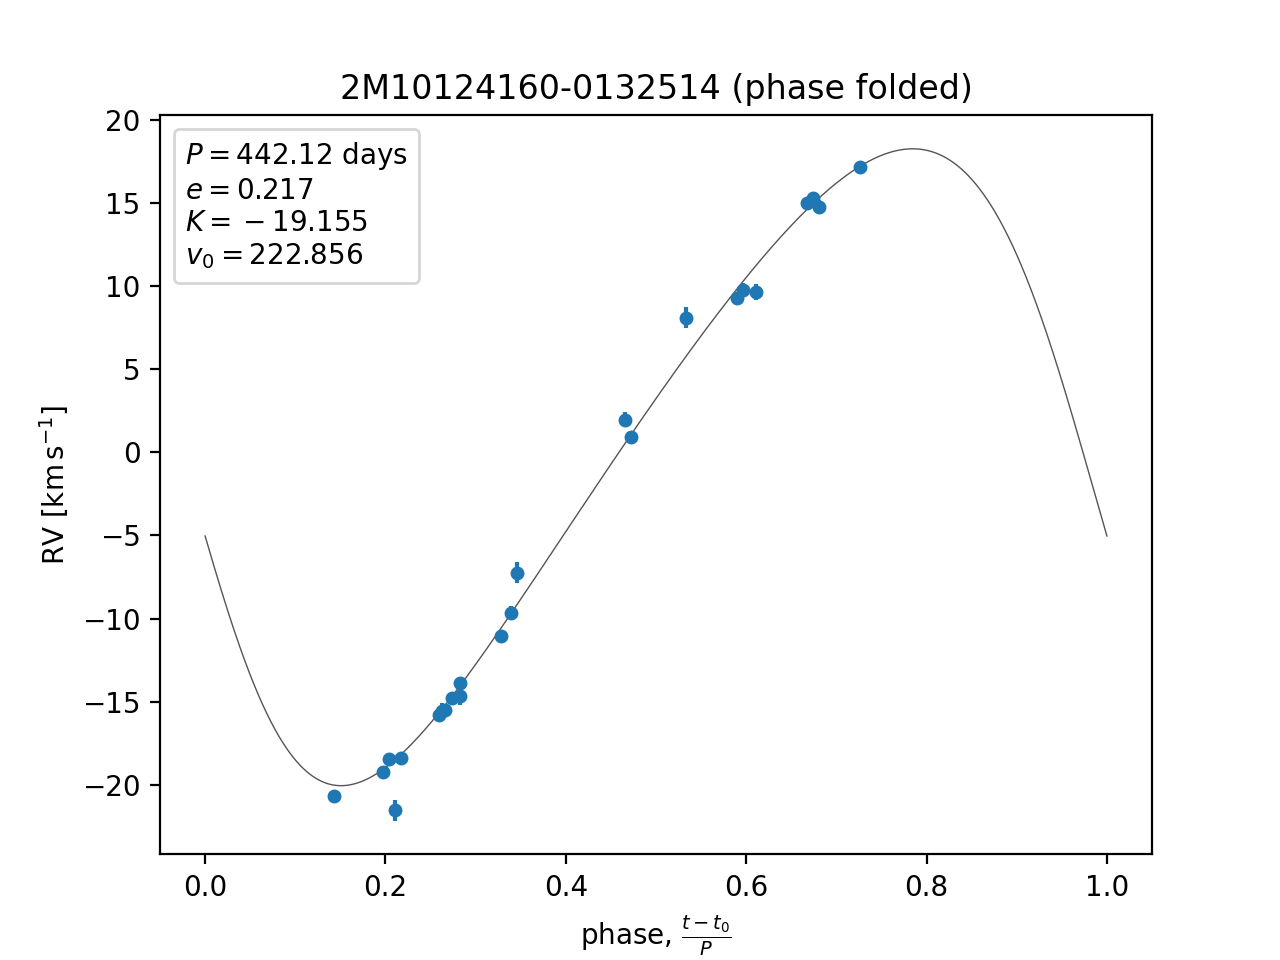 2M10124160-0132514 (phase folded)
P = 442.12 days
e = 0.217
K = −19.155
v₀ = 222.856
20
15
10
5
0
−5
−10
−15
−20
RV [km s⁻¹]
0.0 0.2 0.4 0.6 0.8 1.0
phase, (t − t₀)/P